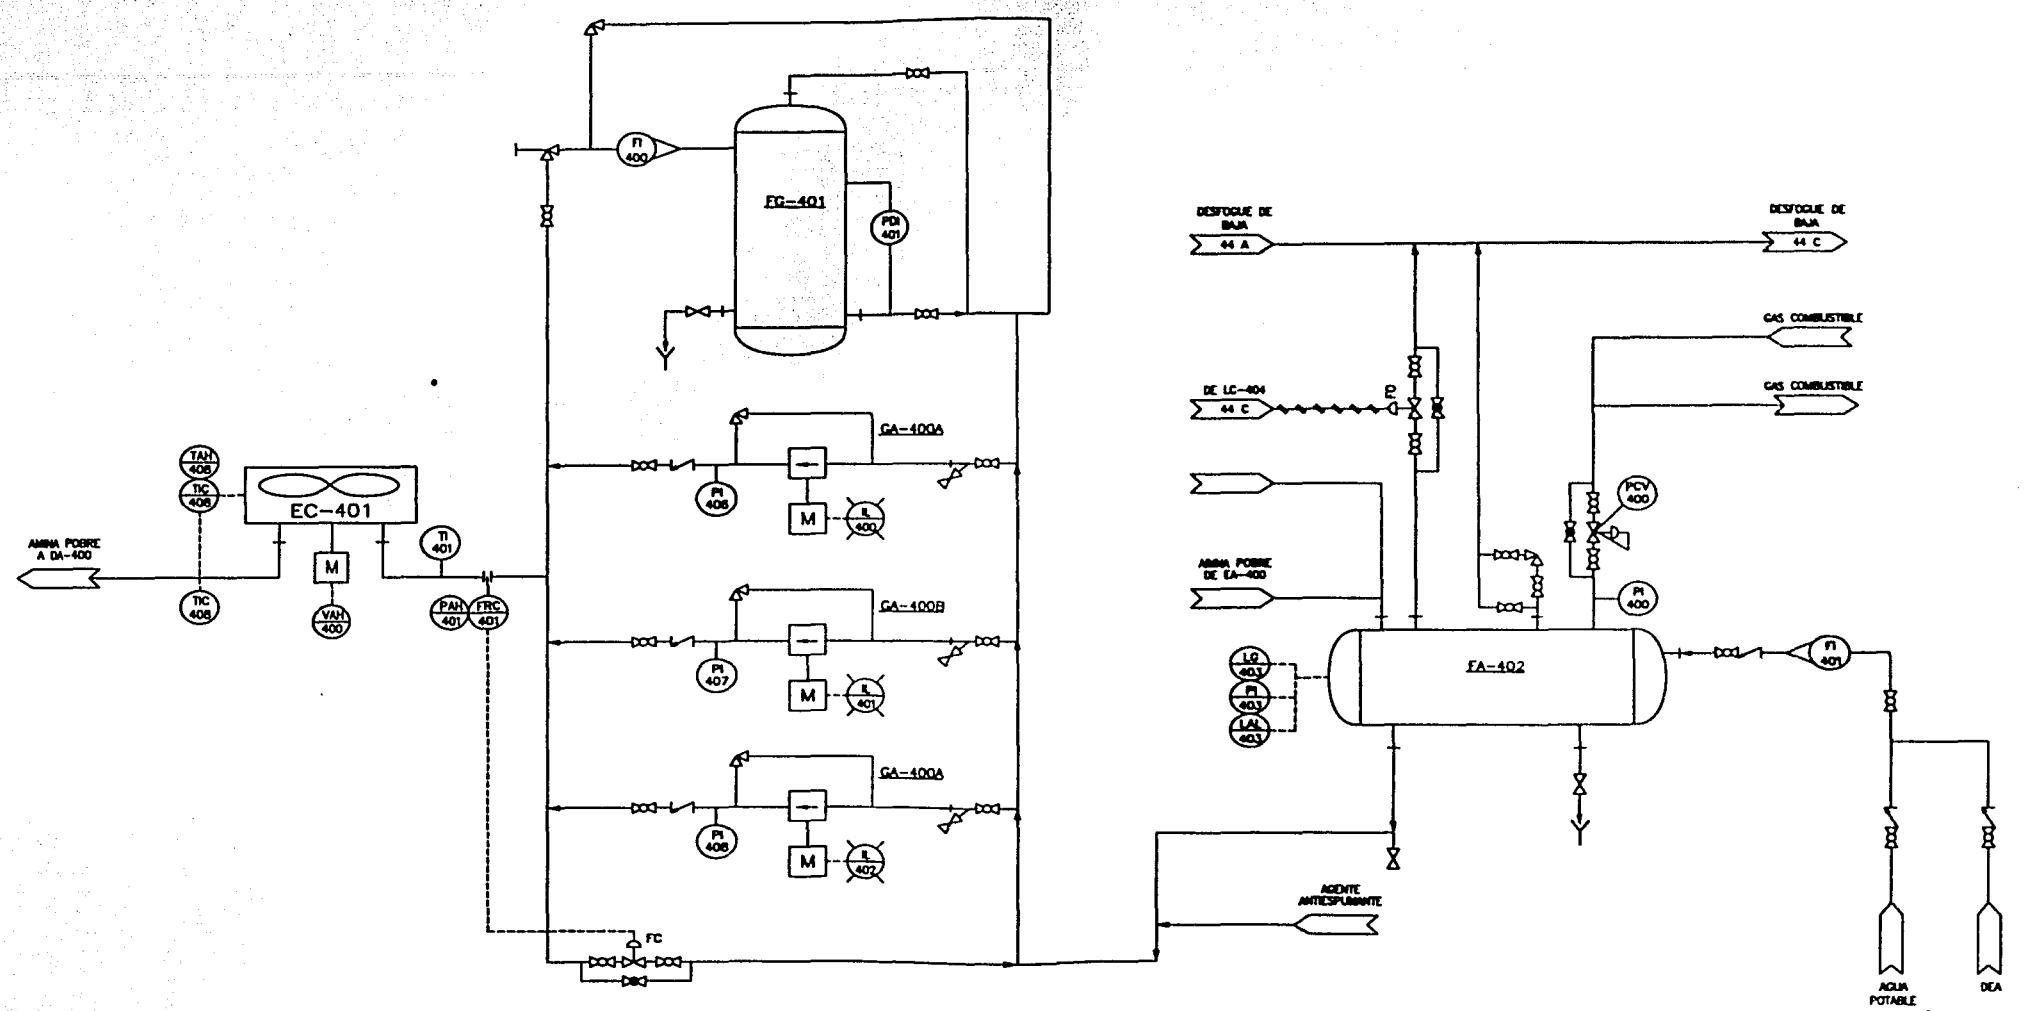 FI
400
FG-401
PDI
401
DESFOGUE DE
BAJA
44 A
DESFOGUE DE
BAJA
44 C
GAS COMBUSTIBLE
GAS COMBUSTIBLE
DE LC-404
44 C
GA-400A
PI
406
M
IL
400
TAH
408
TIC
408
EC-401
M
VAH
400
TI
401
AMINA POBRE
A DA-400
TIC
408
PAH
401
FRC
401
PCV
400
PI
400
AMINA POBRE
DE EA-400
GA-400B
PI
407
M
IL
401
LG
403
PI
403
LAL
403
FA-402
FI
401
GA-400A
PI
408
M
IL
402
AGENTE
ANTIESPUMANTE
FC
AGUA
POTABLE
DEA